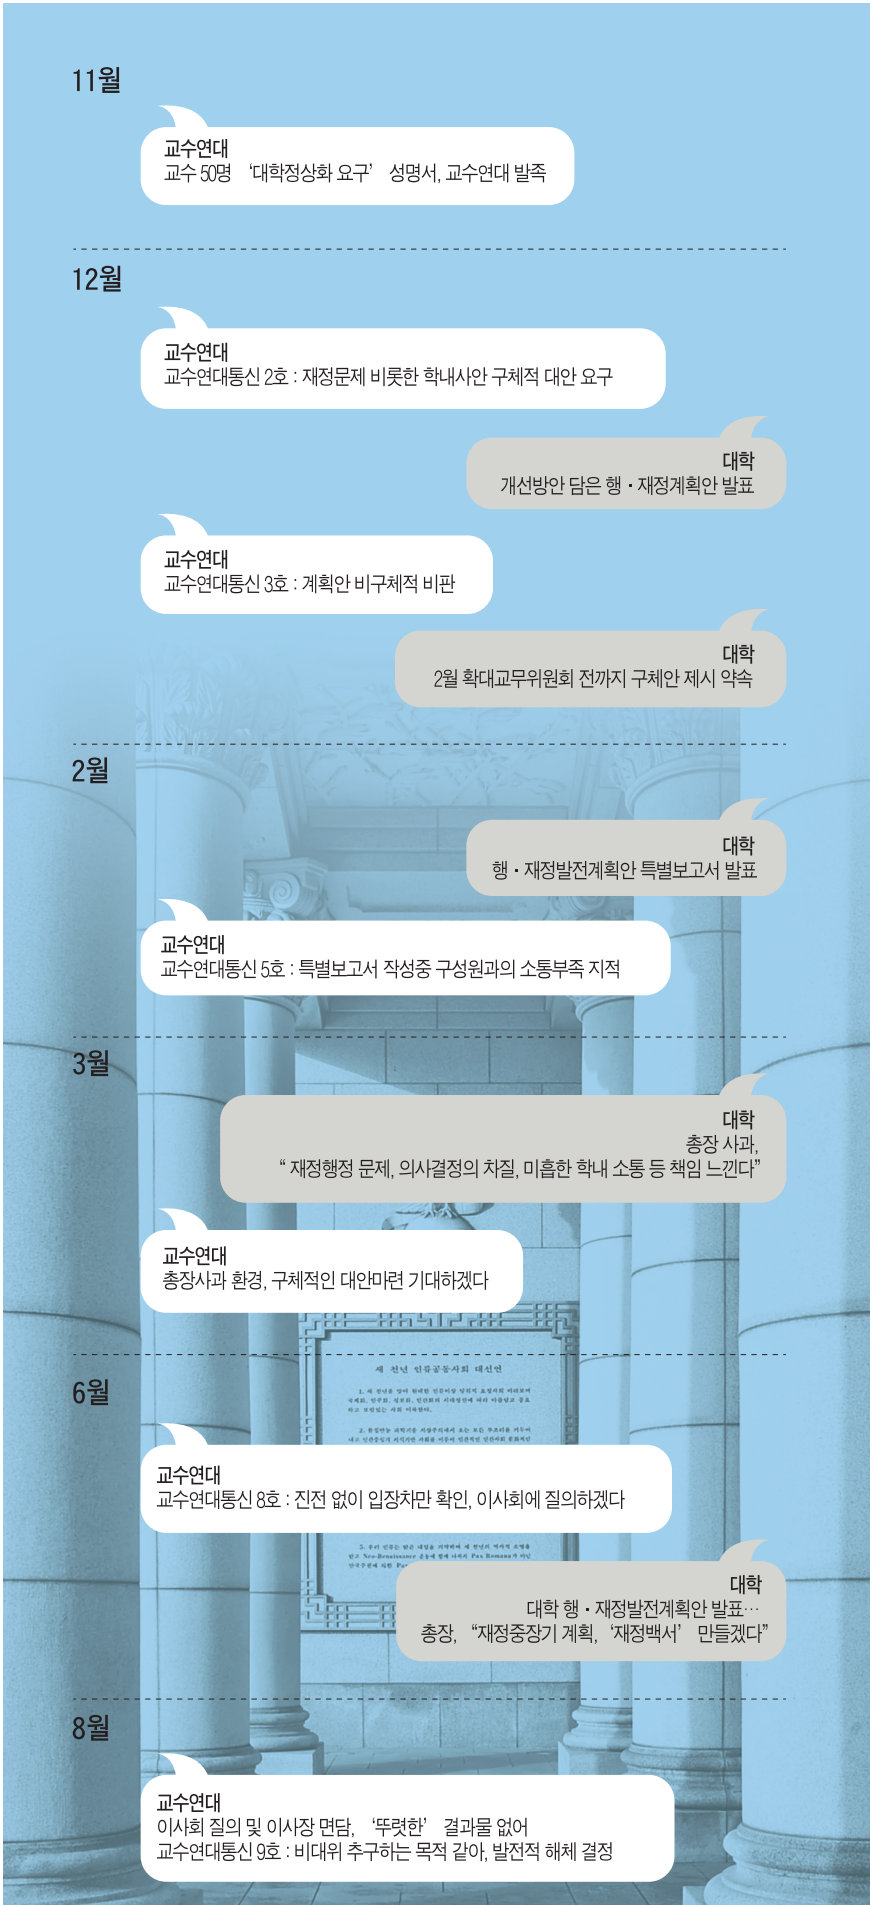 11월
교수연대
교수 50명 ‘대학정상화 요구’ 성명서, 교수연대 발족
12월
교수연대
교수연대통신 2호 : 재정문제 비롯한 학내사안 구체적 대안 요구
대학
개선방안 담은 행·재정계획안 발표
교수연대
교수연대통신 3호 : 계획안 비구체적 비판
대학
2월 확대교무위원회 전까지 구체안 제시 약속
2월
대학
행·재정발전계획안 특별보고서 발표
교수연대
교수연대통신 5호 : 특별보고서 작성중 구성원과의 소통부족 지적
3월
대학
총장 사과,
“ 재정행정 문제, 의사결정의 차질, 미흡한 학내 소통 등 책임 느낀다”
교수연대
총장사과 환경, 구체적인 대안마련 기대하겠다
새 천년 인류공동사회 대선언
6월
교수연대
교수연대통신 8호 : 진전 없이 입장차만 확인, 이사회에 질의하겠다
대학
대학 행·재정발전계획안 발표…
총장, “재정중장기 계획, ‘재정백서’ 만들겠다”
8월
교수연대
이사회 질의 및 이사장 면담, ‘뚜렷한’ 결과물 없어
교수연대통신 9호 : 비대위 추구하는 목적 같아, 발전적 해체 결정